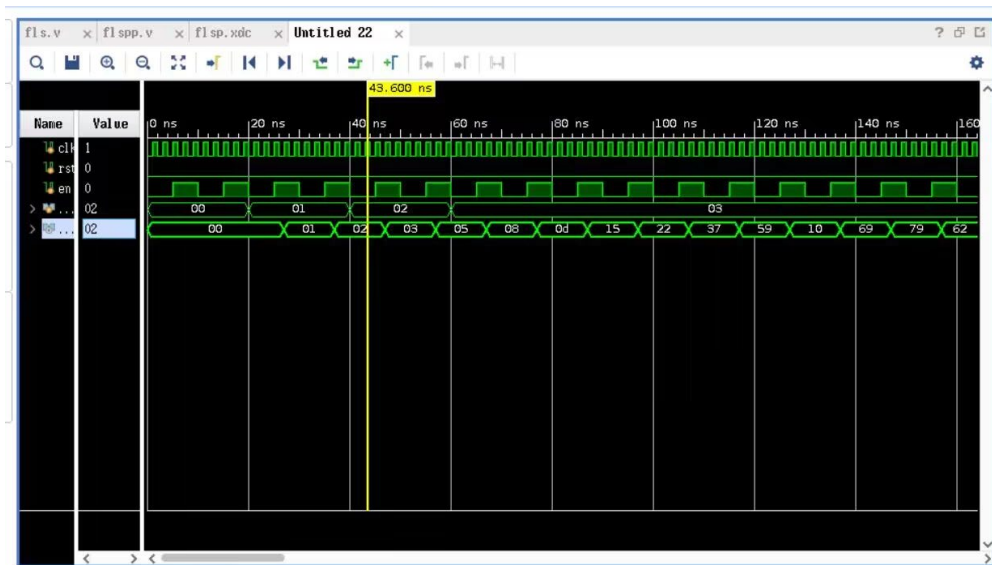 fls.v × flspp.v × flsp.xdc × Untitled 22 ×
43.600 ns
Name Value 0 ns 20 ns 40 ns 60 ns 80 ns 100 ns 120 ns 140 ns 160
clk 1
rst 0
en 0
... 02 00 01 02 03
... 02 00 01 02 03 05 08 0d 15 22 37 59 10 69 79 62